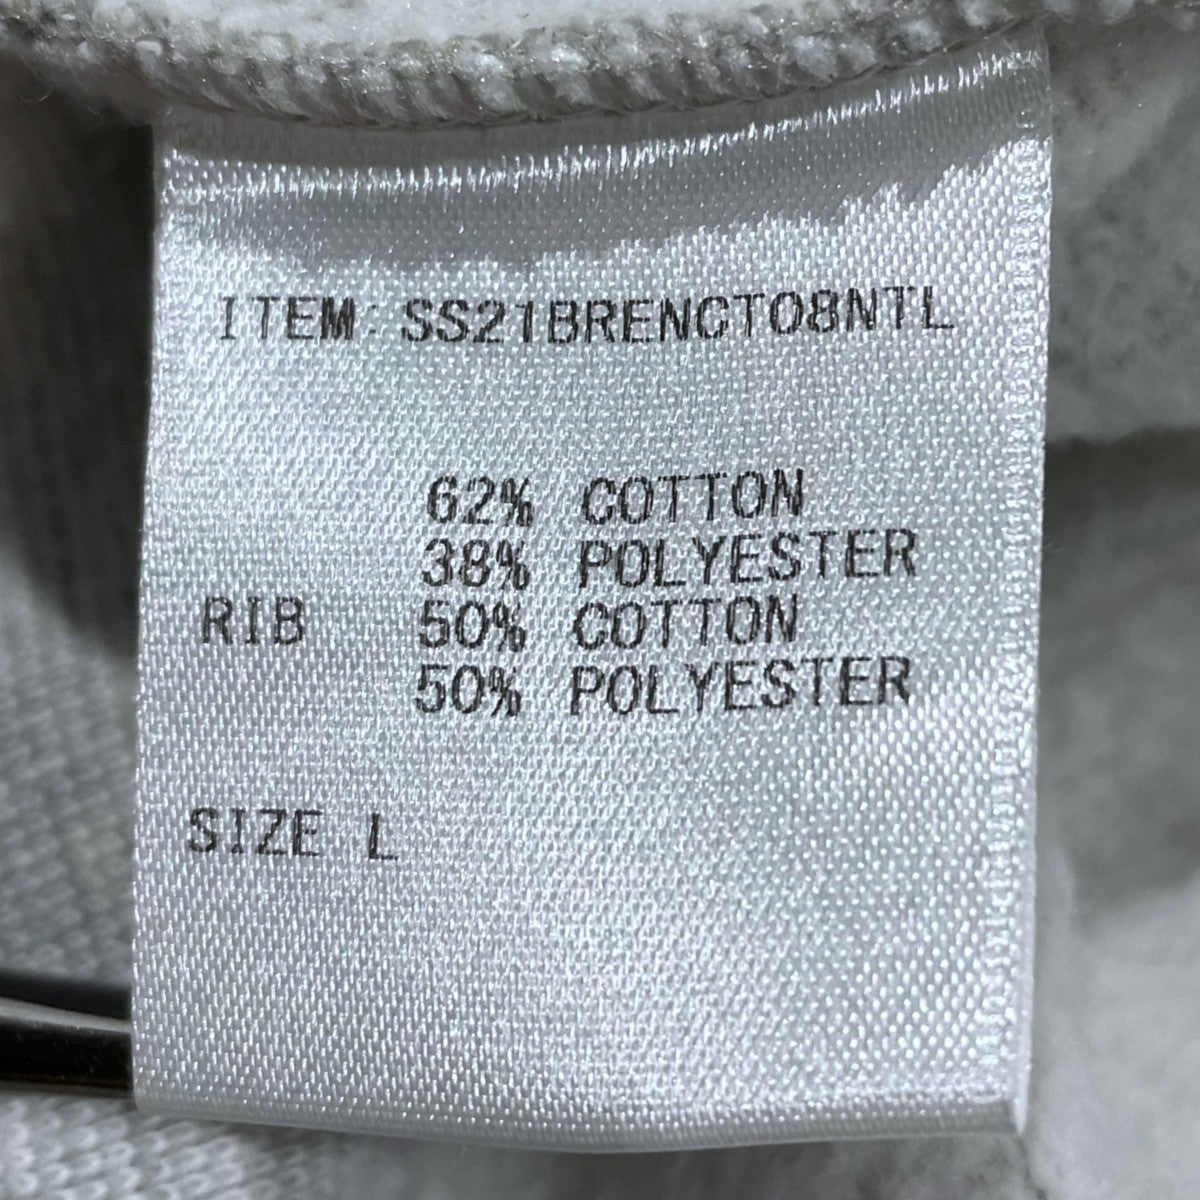 ITEM: SS21BRENCT08NTL
62% COTTON
38% POLYESTER
RIB 50% COTTON
50% POLYESTER
SIZE L